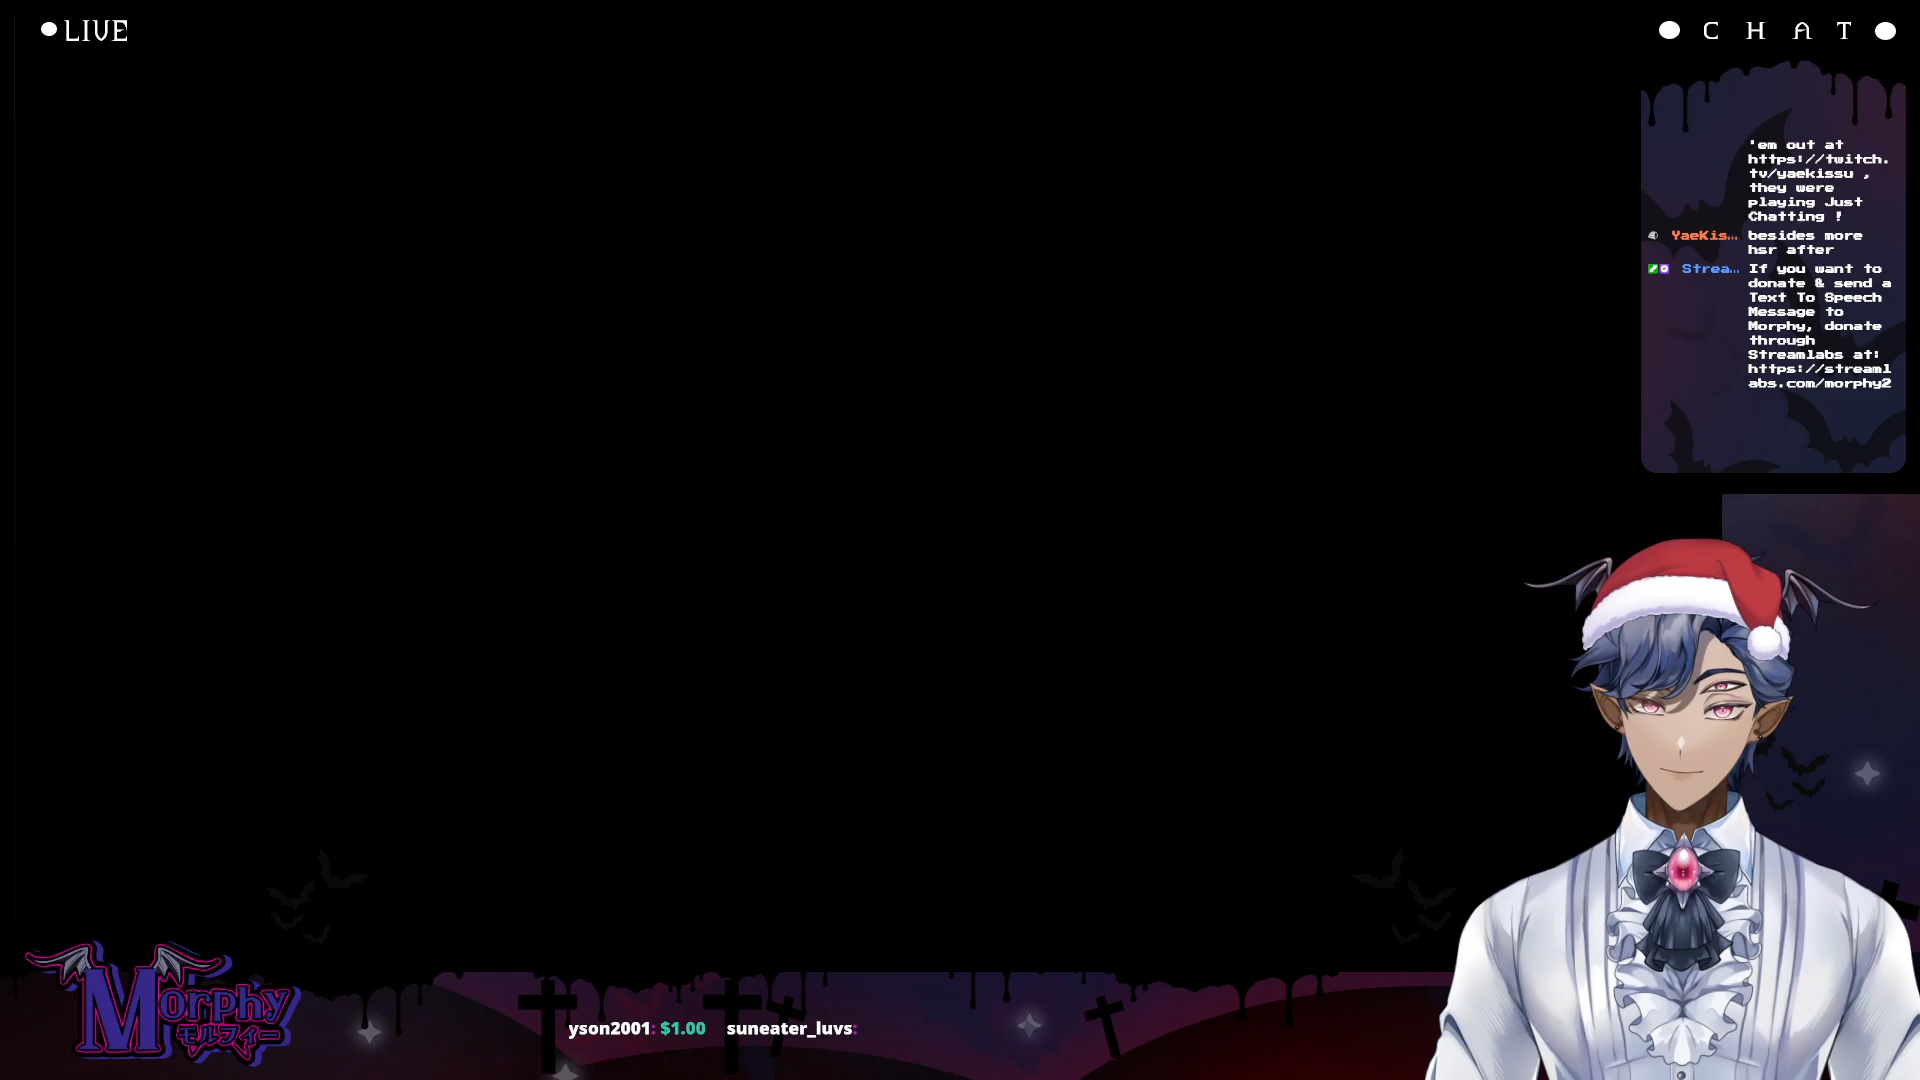 LIVE
C H A T
'em out at
https://twitch.
tv/yaekissu ,
they were
playing Just
Chatting !
YaeKis… besides more
hsr after
Strea… If you want to
donate & send a
Text To Speech
Message to
Morphy, donate
through
Streamlabs at:
https://streaml
abs.com/morphy2
Morphy
モルフィー
yson2001: $1.00 suneater_luvs: